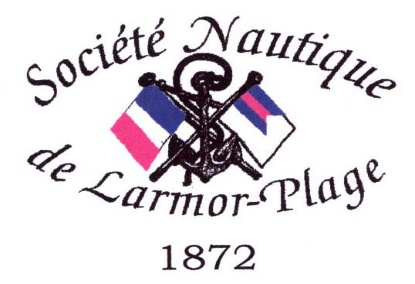 Société Nautique
de Larmor-Plage
1872